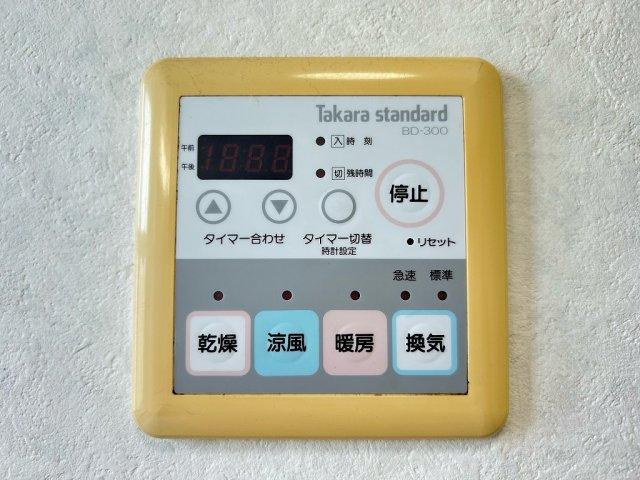 Takara standard
BD-300
午前
午後
18:88
入 時 刻
切 残時間
停止
タイマー合わせ
タイマー切替
時計設定
リセット
急速
標準
乾燥
涼風
暖房
換気